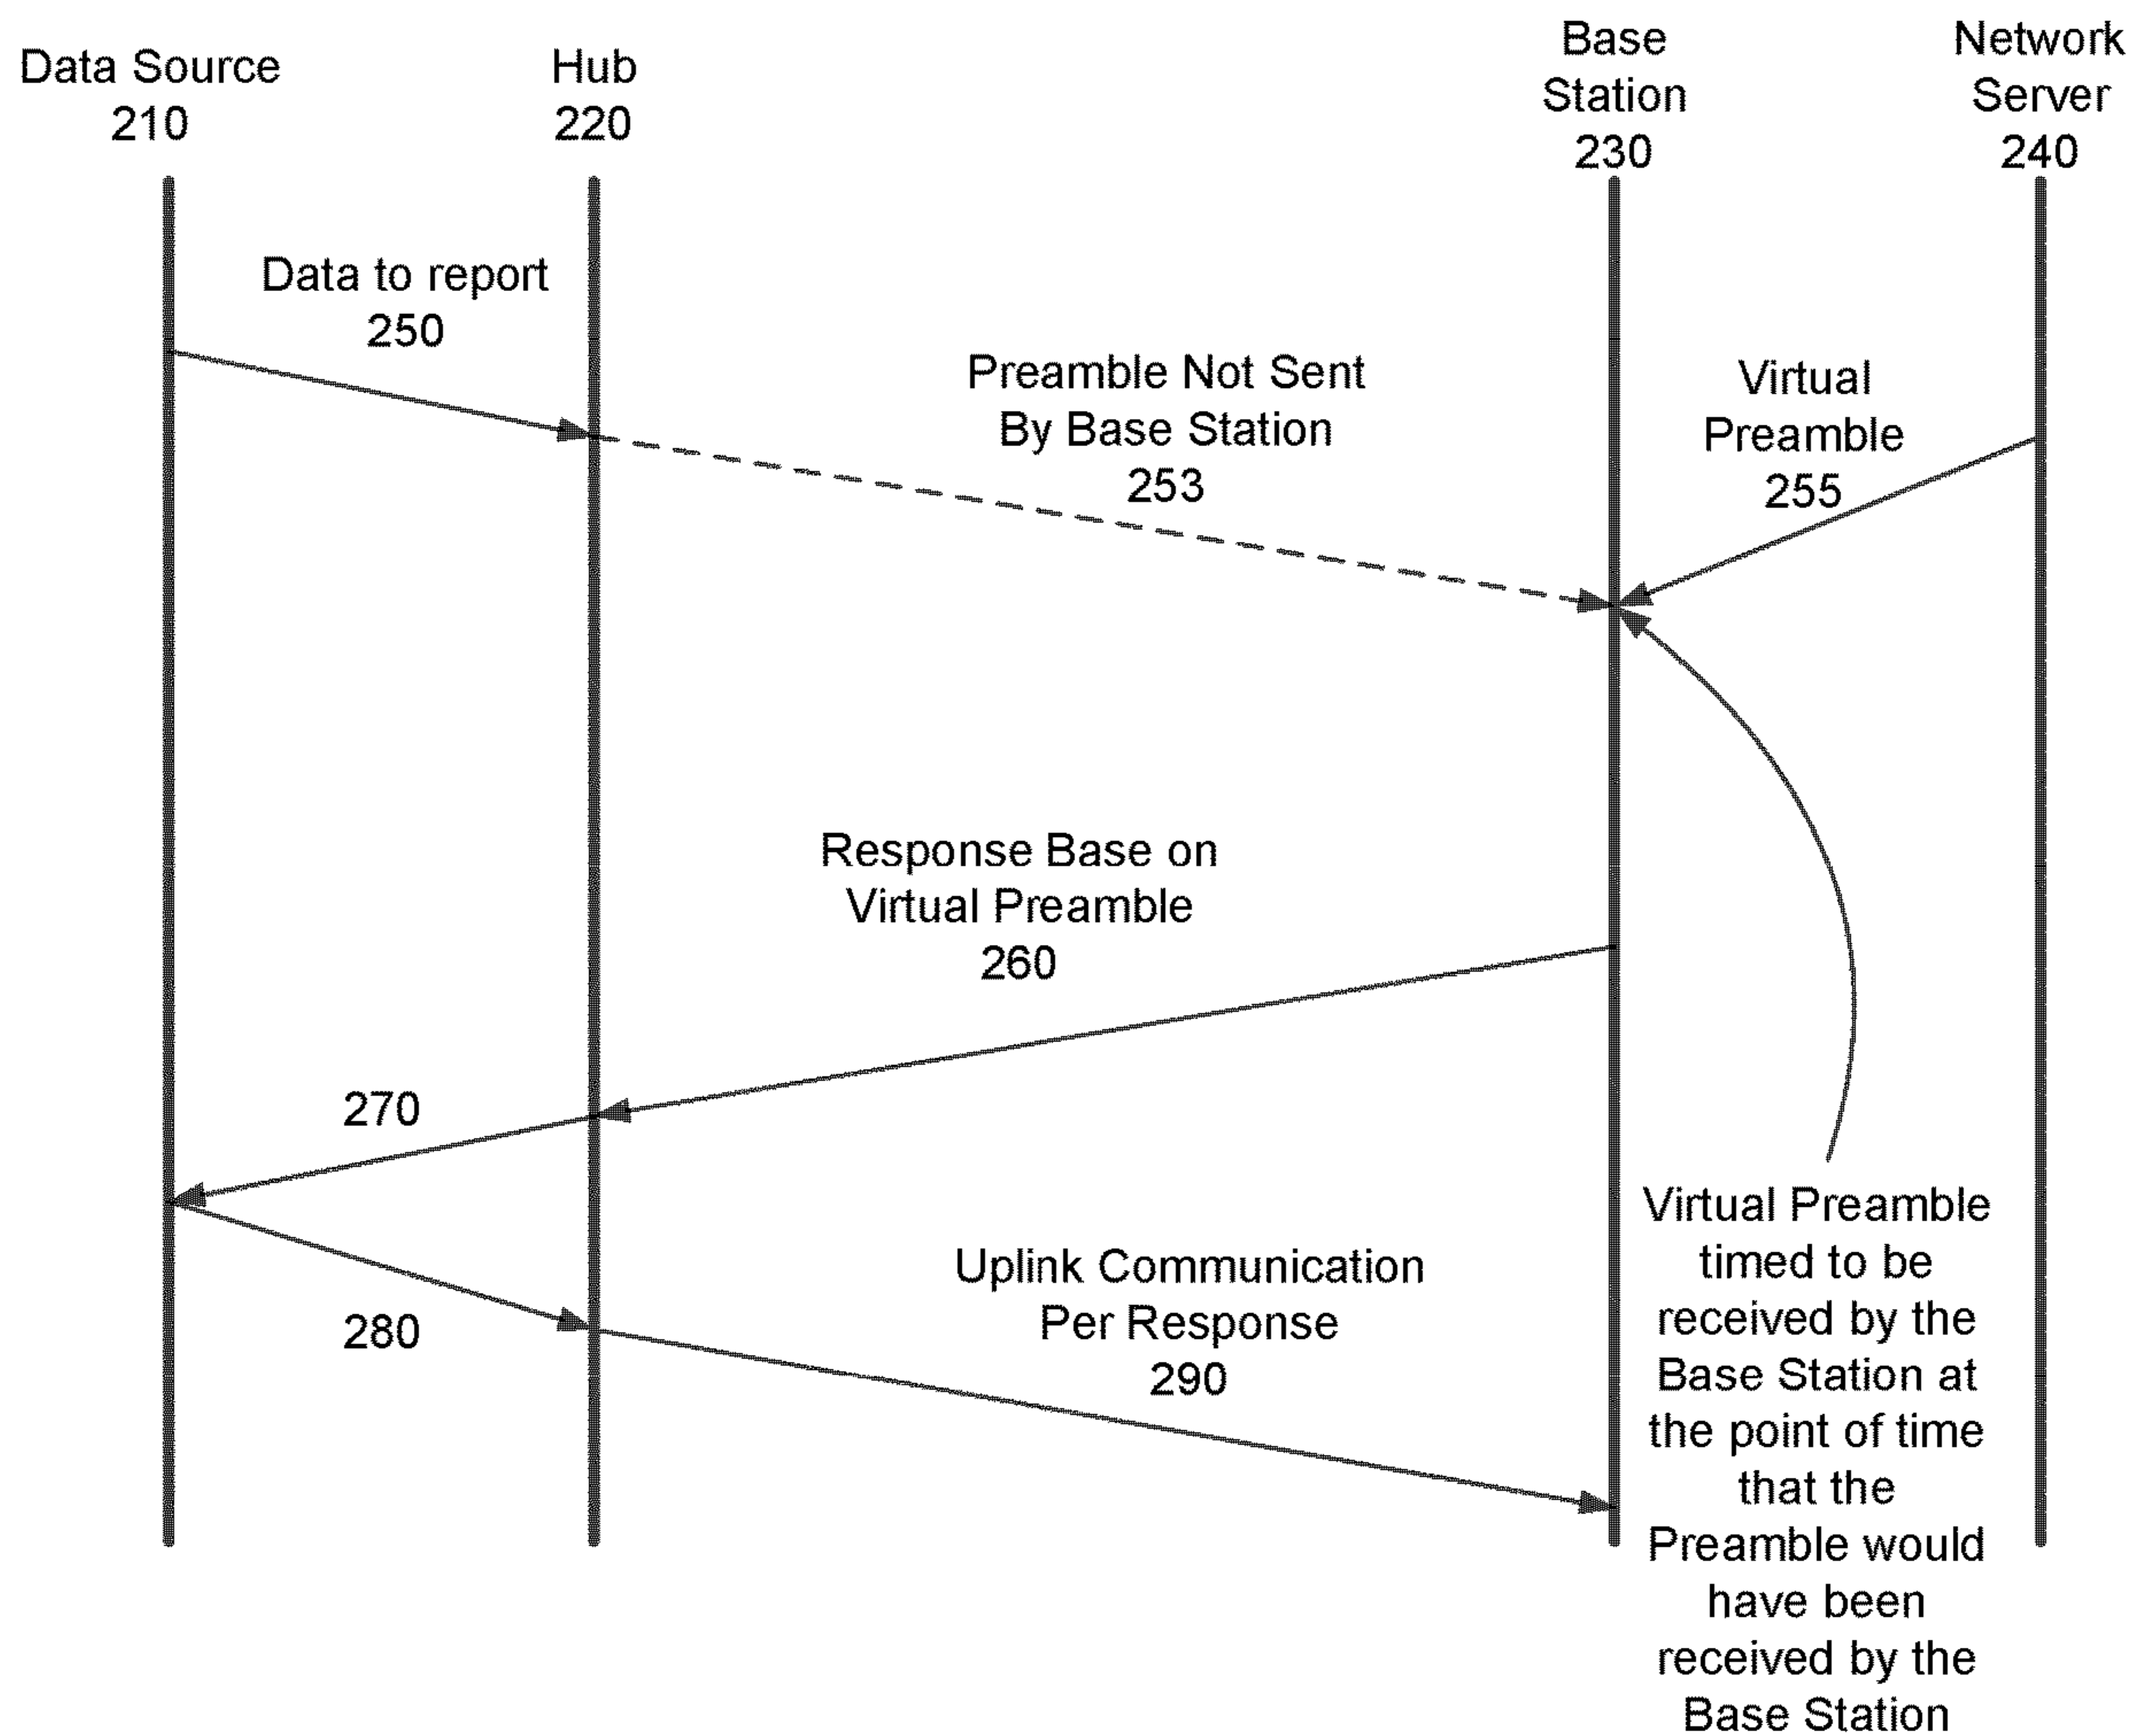 Data Source
210
Hub
220
Base
Station
230
Network
Server
240
Data to report
250
Preamble Not Sent
By Base Station
253
Virtual
Preamble
255
Response Base on
Virtual Preamble
260
270
280
Uplink Communication
Per Response
290
Virtual Preamble
timed to be
received by the
Base Station at
the point of time
that the
Preamble would
have been
received by the
Base Station